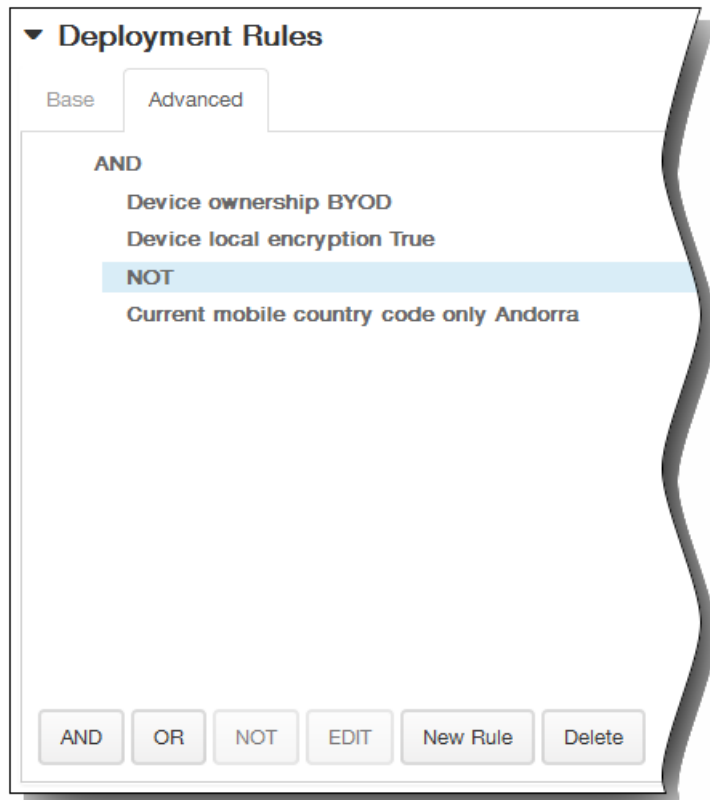 Deployment Rules
Base Advanced
AND
Device ownership BYOD
Device local encryption True
NOT
Current mobile country code only Andorra
AND OR NOT EDIT New Rule Delete